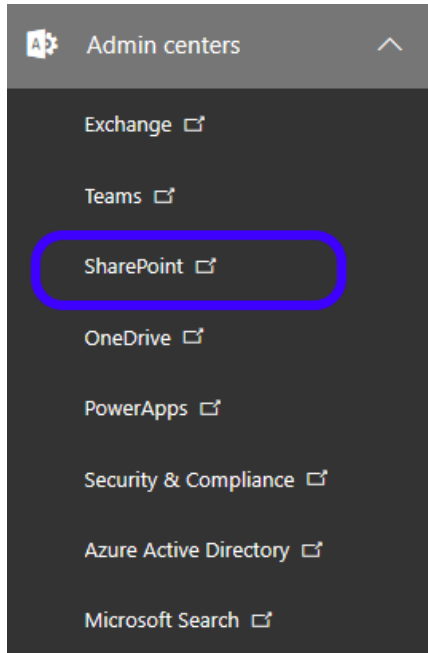 Admin centers
Exchange
Teams
SharePoint
OneDrive
PowerApps
Security & Compliance
Azure Active Directory
Microsoft Search